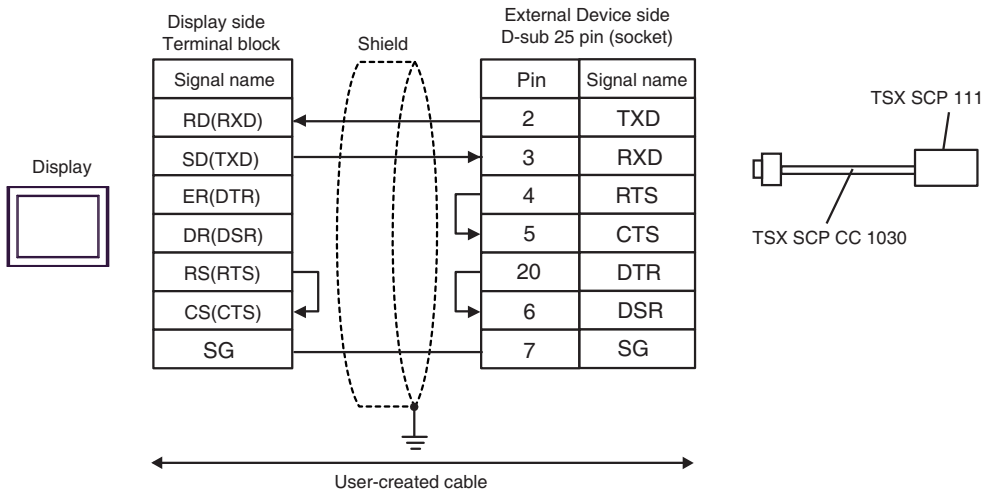 Display side
Terminal block
Shield
External Device side
D-sub 25 pin (socket)
Signal name
Pin
Signal name
RD(RXD)
2
TXD
SD(TXD)
3
RXD
ER(DTR)
4
RTS
DR(DSR)
5
CTS
RS(RTS)
20
DTR
CS(CTS)
6
DSR
SG
7
SG
Display
TSX SCP 111
TSX SCP CC 1030
User-created cable